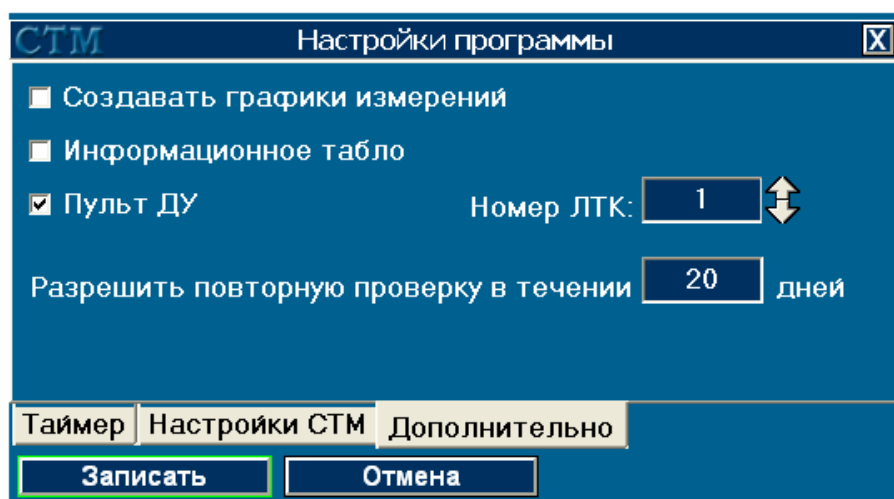 СТМ Настройки программы X
Создавать графики измерений
Информационное табло
Пульт ДУ Номер ЛТК: 1
Разрешить повторную проверку в течении 20 дней
Таймер Настройки СТМ Дополнительно
Записать Отмена